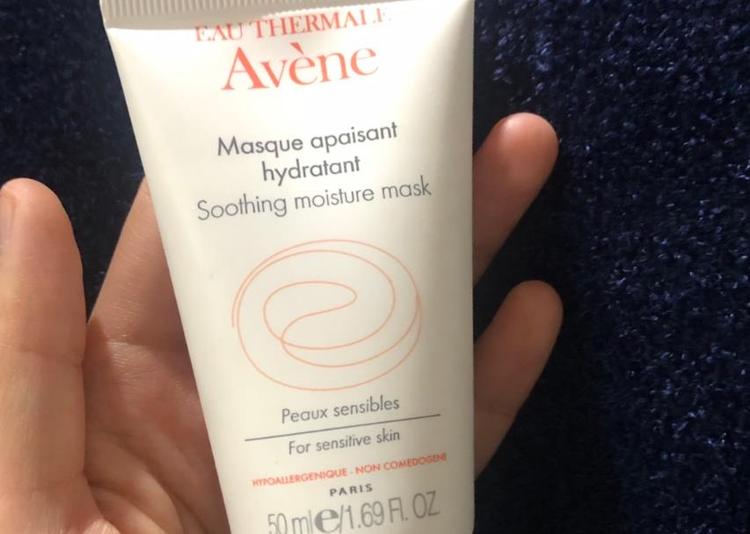 EAU THERMALE
Avène
Masque apaisant
hydratant
Soothing moisture mask
Peaux sensibles
For sensitive skin
HYPOALLERGENIQUE - NON COMEDOGENE
PARIS
50 ml e/1.69 Fl. OZ